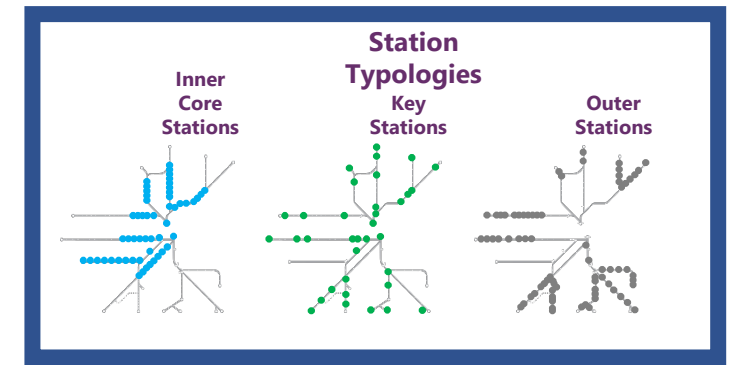 Station
Typologies
Inner
Core
Stations
Key
Stations
Outer
Stations